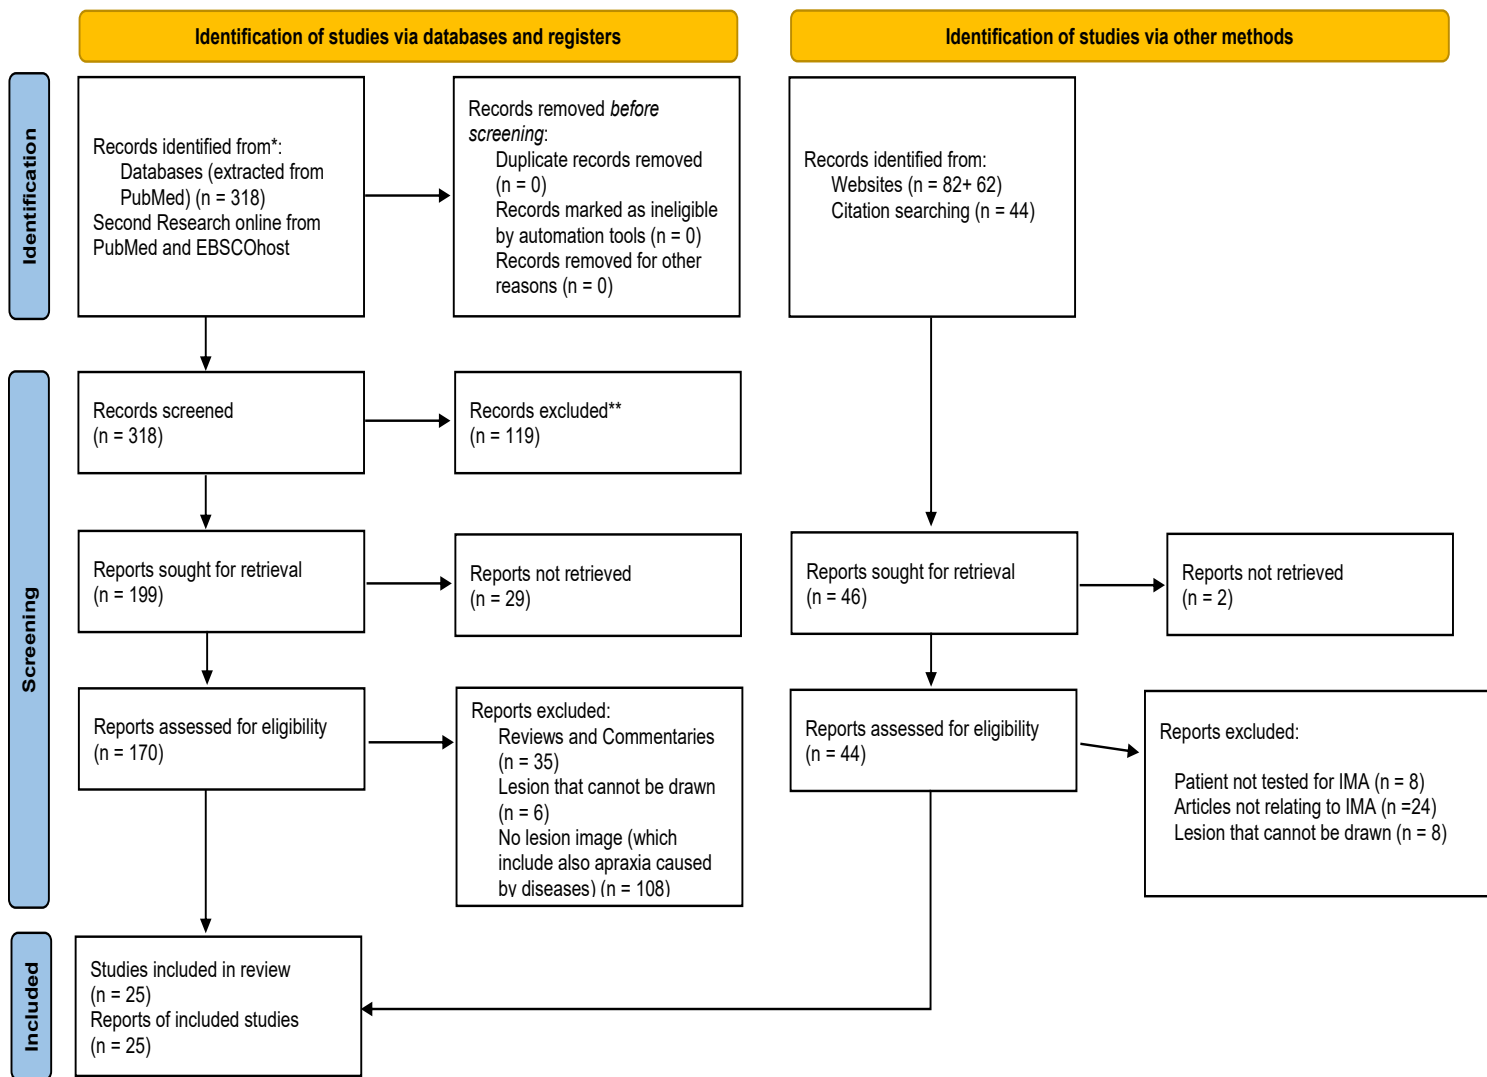 Identification of studies via databases and registers
Identification of studies via other methods
Identification
Records identified from*:
Databases (extracted from
PubMed) (n = 318)
Second Research online from
PubMed and EBSCOhost
Records removed before
screening:
Duplicate records removed
(n = 0)
Records marked as ineligible
by automation tools (n = 0)
Records removed for other
reasons (n = 0)
Records identified from:
Websites (n = 82+ 62)
Citation searching (n = 44)
Screening
Records screened
(n = 318)
Records excluded**
(n = 119)
Reports sought for retrieval
(n = 199)
Reports not retrieved
(n = 29)
Reports sought for retrieval
(n = 46)
Reports not retrieved
(n = 2)
Reports assessed for eligibility
(n = 170)
Reports excluded:
Reviews and Commentaries
(n = 35)
Lesion that cannot be drawn
(n = 6)
No lesion image (which
include also apraxia caused
by diseases) (n = 108)
Reports assessed for eligibility
(n = 44)
Reports excluded:
Patient not tested for IMA (n = 8)
Articles not relating to IMA (n =24)
Lesion that cannot be drawn (n = 8)
Included
Studies included in review
(n = 25)
Reports of included studies
(n = 25)